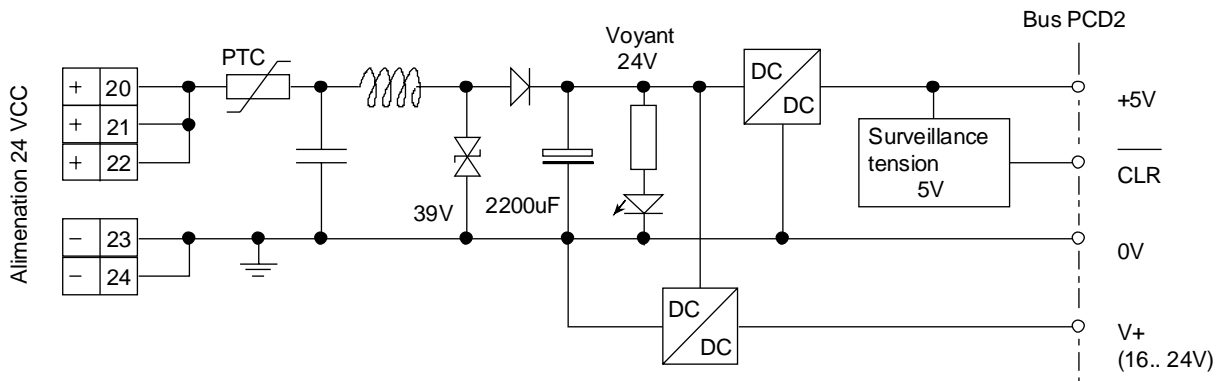 Bus PCD2
Voyant
24V
PTC
DC
DC
Alimenation 24 VCC
+ 20
+ 21
+ 22
+5V
Surveillance
tension
5V
CLR
39V
2200uF
− 23
− 24
0V
DC
DC
V+
(16.. 24V)